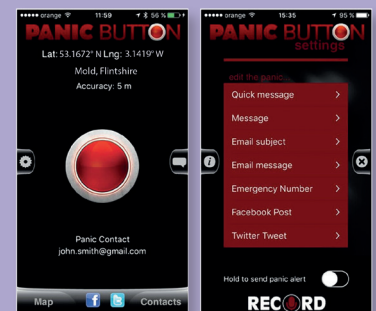 orange 11:59 56%
PANIC BUTTON
Lat: 53.1672° N Lng: 3.1419° W
Mold, Flintshire
Accuracy: 5 m
Panic Contact
john.smith@gmail.com
Map Contacts
orange 15:35 95%
PANIC BUTTON
settings
edit the panic...
Quick message
Message
Email subject
Email message
Emergency Number
Facebook Post
Twitter Tweet
Hold to send panic alert
RECORD